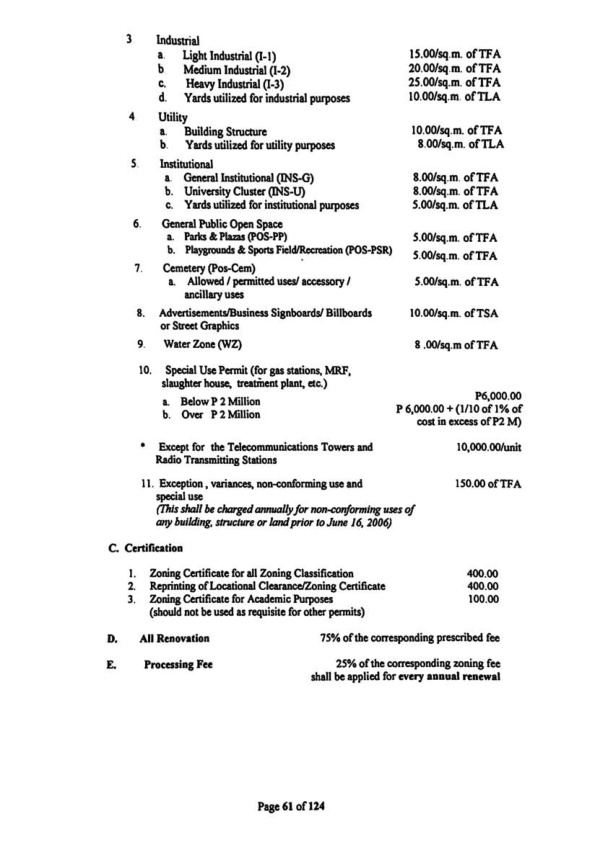 3 Industrial
a. Light Industrial (I-1) 15.00/sq.m. of TFA
b Medium Industrial (I-2) 20.00/sq.m. of TFA
c. Heavy Industrial (I-3) 25.00/sq.m. of TFA
d. Yards utilized for industrial purposes 10.00/sq.m. of TLA
4 Utility
a. Building Structure 10.00/sq.m. of TFA
b. Yards utilized for utility purposes 8.00/sq.m. of TLA
5. Institutional
a. General Institutional (INS-G) 8.00/sq.m. of TFA
b. University Cluster (INS-U) 8.00/sq.m. of TFA
c. Yards utilized for institutional purposes 5.00/sq.m. of TLA
6. General Public Open Space
a. Parks & Plazas (POS-PP) 5.00/sq.m. of TFA
b. Playgrounds & Sports Field/Recreation (POS-PSR) 5.00/sq.m. of TFA
7. Cemetery (Pos-Cem)
a. Allowed / permitted uses/ accessory / 5.00/sq.m. of TFA
ancillary uses
8. Advertisements/Business Signboards/ Billboards 10.00/sq.m. of TSA
or Street Graphics
9. Water Zone (WZ) 8 .00/sq.m of TFA
10. Special Use Permit (for gas stations, MRF,
slaughter house, treatment plant, etc.)
a. Below P 2 Million P6,000.00
b. Over P 2 Million P 6,000.00 + (1/10 of 1% of
cost in excess of P2 M)
* Except for the Telecommunications Towers and 10,000.00/unit
Radio Transmitting Stations
11. Exception , variances, non-conforming use and 150.00 of TFA
special use
(This shall be charged annually for non-conforming uses of
any building, structure or land prior to June 16, 2006)
C. Certification
1. Zoning Certificate for all Zoning Classification 400.00
2. Reprinting of Locational Clearance/Zoning Certificate 400.00
3. Zoning Certificate for Academic Purposes 100.00
(should not be used as requisite for other permits)
D. All Renovation 75% of the corresponding prescribed fee
E. Processing Fee 25% of the corresponding zoning fee
shall be applied for every annual renewal
Page 61 of 124